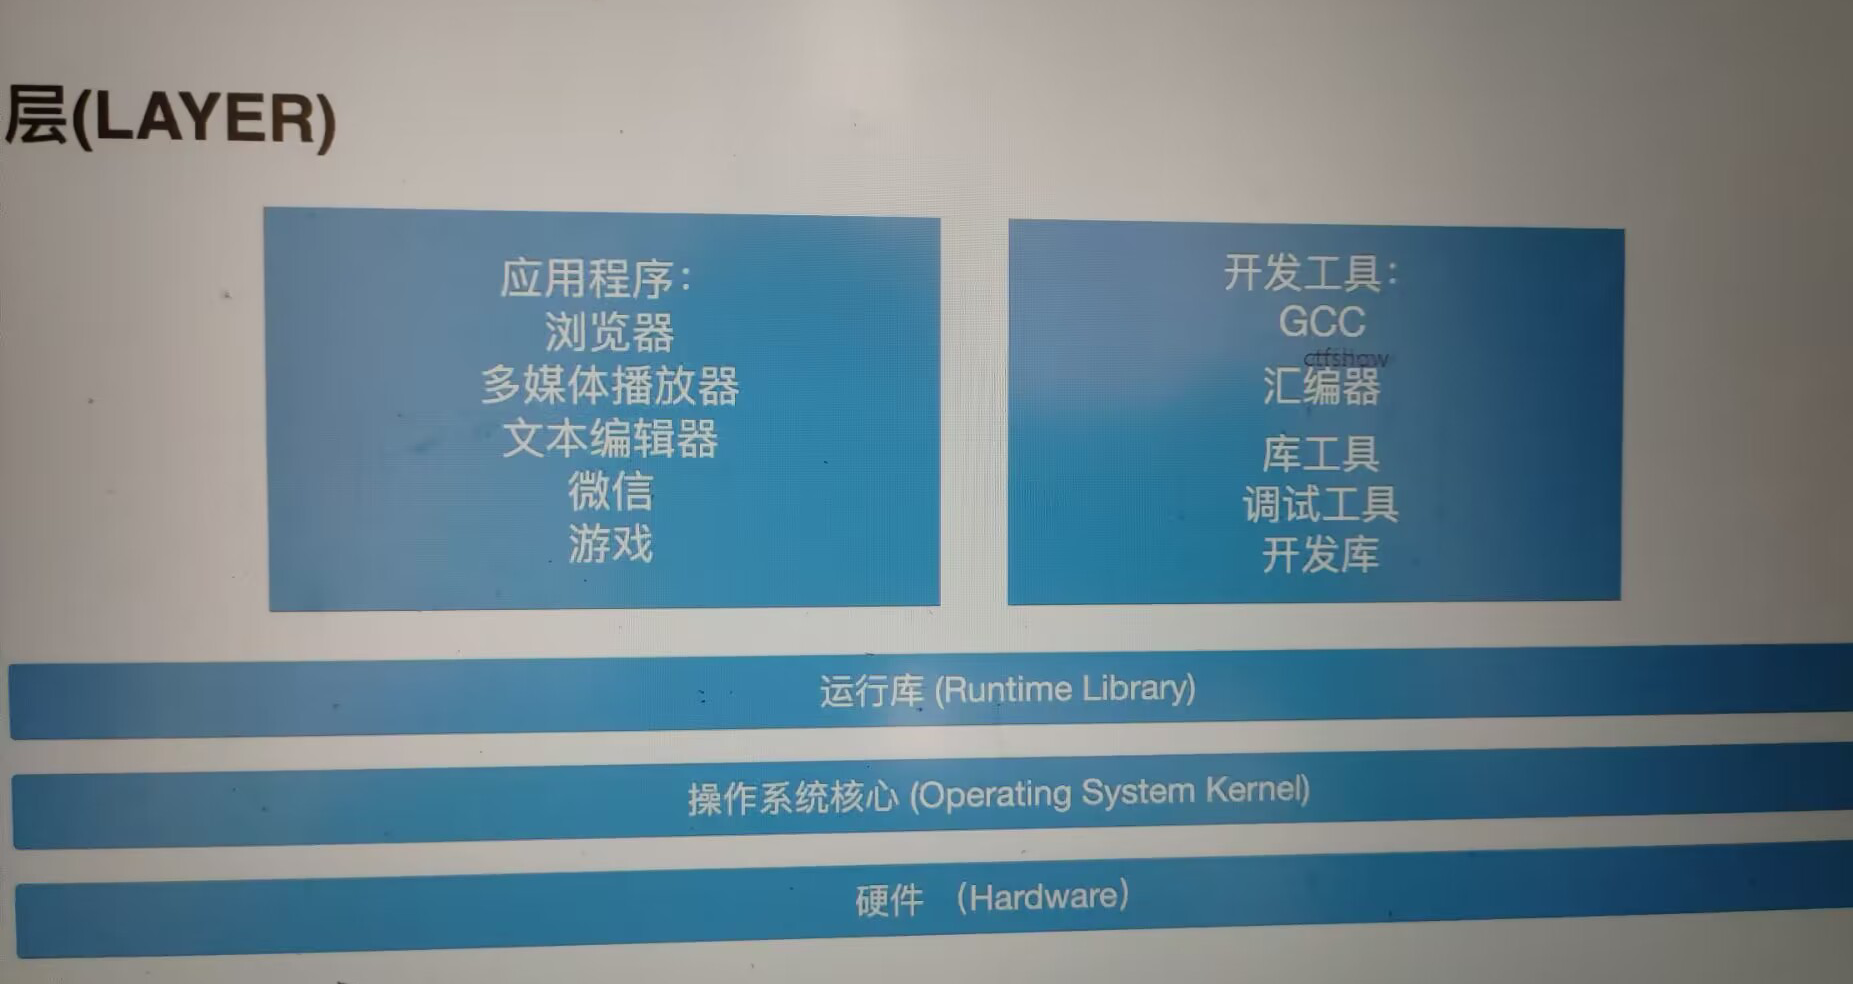 层(LAYER)
应用程序：
浏览器
多媒体播放器
文本编辑器
微信
游戏
开发工具：
GCC
ctfshow
汇编器
库工具
调试工具
开发库
运行库 (Runtime Library)
操作系统核心 (Operating System Kernel)
硬件 （Hardware）